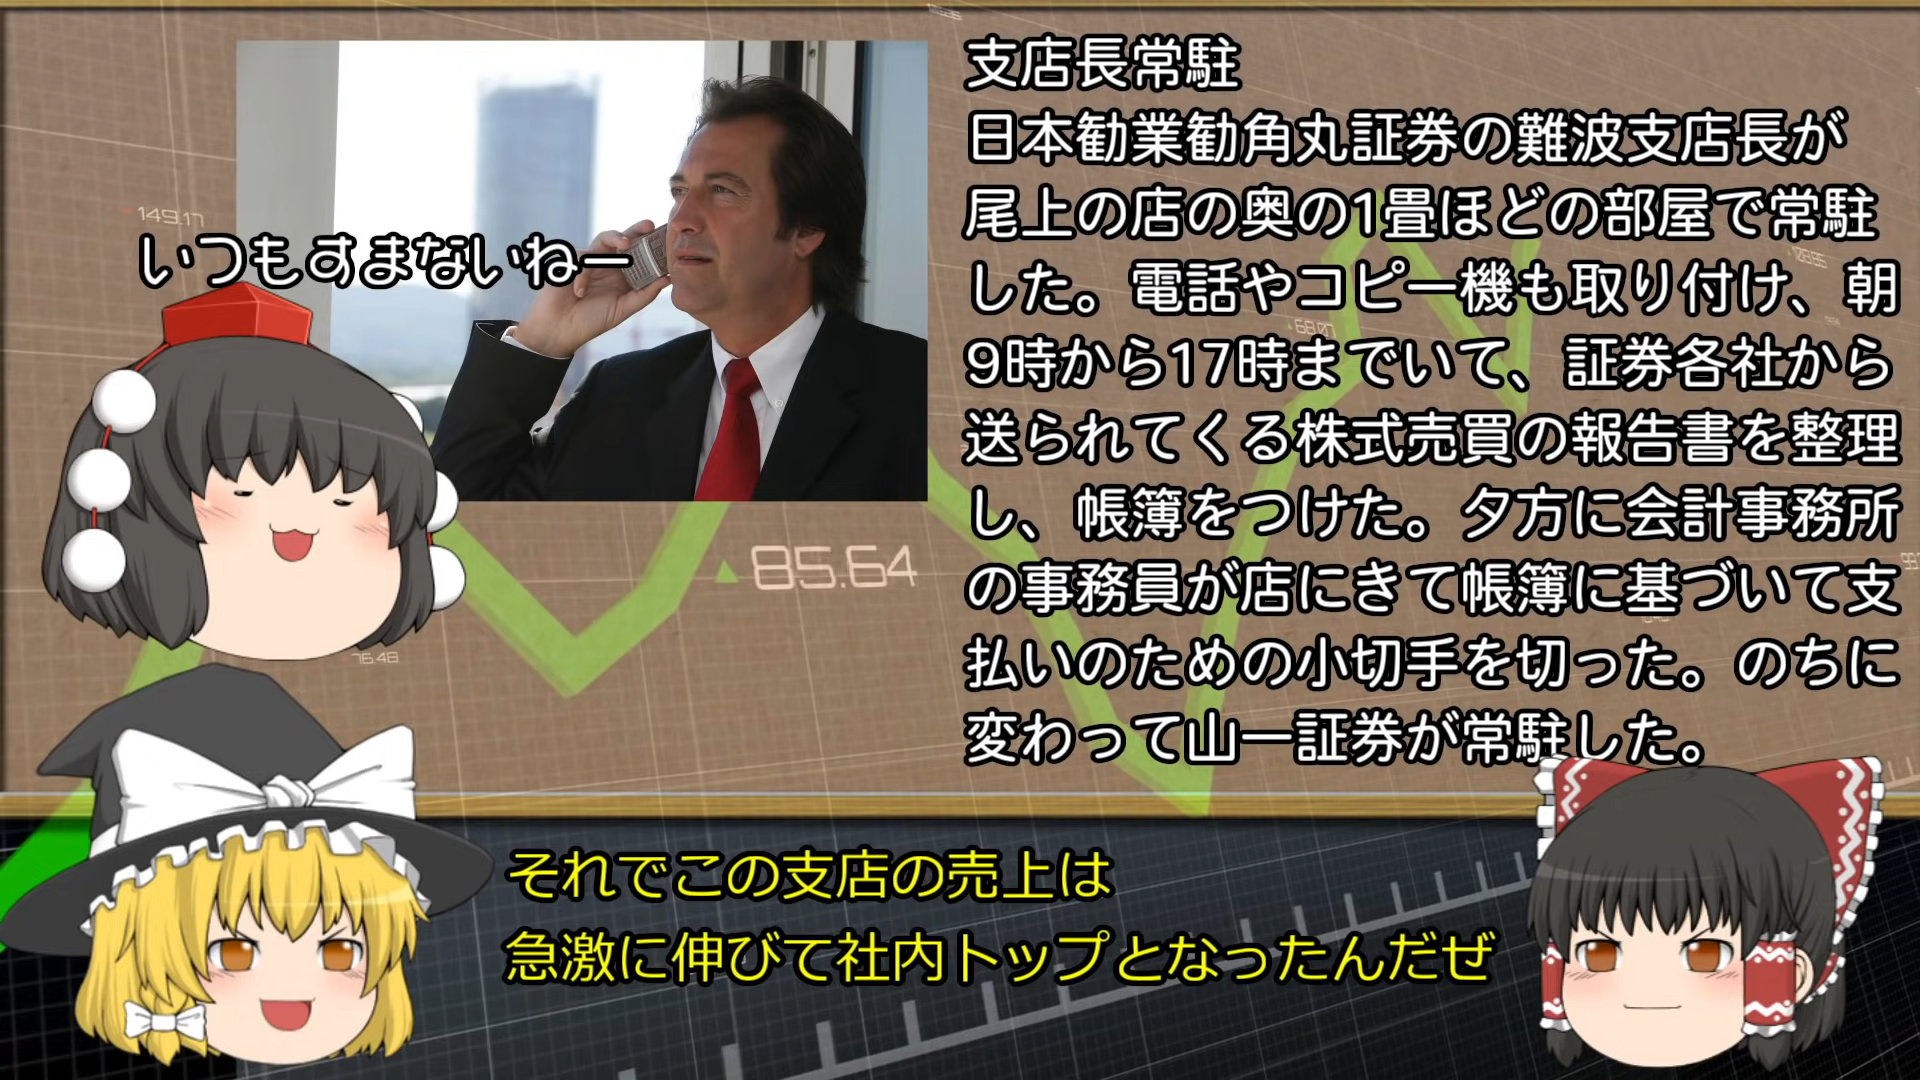 支店長常駐
日本勧業勧角丸証券の難波支店長が
尾上の店の奥の1畳ほどの部屋で常駐
した。電話やコピー機も取り付け、朝
9時から17時までいて、証券各社から
送られてくる株式売買の報告書を整理
し、帳簿をつけた。夕方に会計事務所
の事務員が店にきて帳簿に基づいて支
払いのための小切手を切った。のちに
変わって山一証券が常駐した。
149.17
いつもすまないねー
68.07
85.64
76.48
それでこの支店の売上は
急激に伸びて社内トップとなったんだぜ